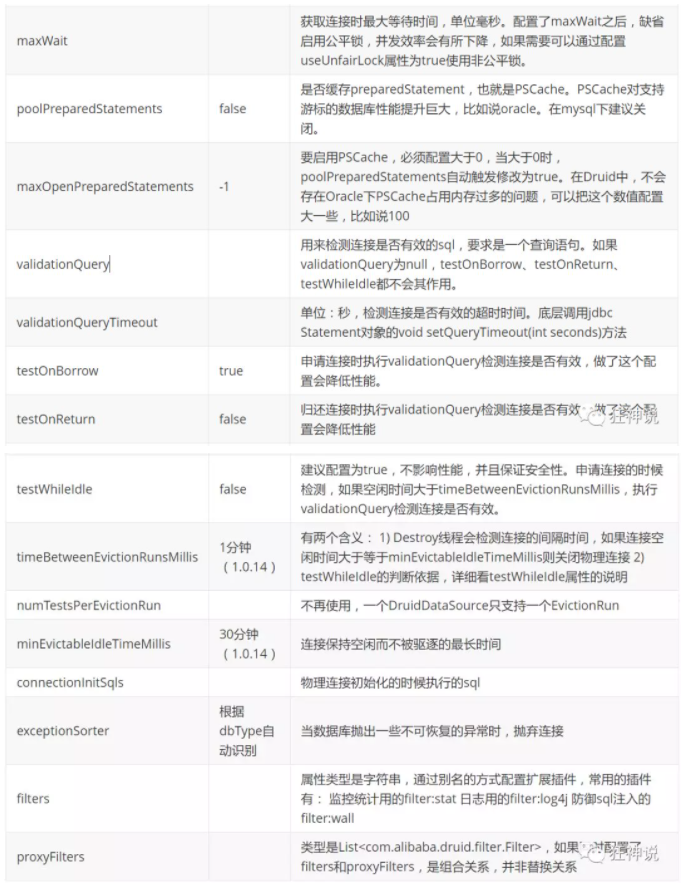 获取连接时最大等待时间，单位毫秒。配置了maxWait之后，缺省
maxWait
启用公平锁，并发效率会有所下降，如果需要可以通过配置
useUnfairLock属性为true使用非公平锁。
是否缓存preparedStatement，也就是PSCache。PSCache对支持
poolPreparedStatements false 游标的数据库性能提升巨大，比如说oracle。在mysql下建议关
闭。
要启用PSCache，必须配置大于0，当大于0时，
poolPreparedStatements自动触发修改为true。在Druid中，不会
maxOpenPreparedStatements -1
存在Oracle下PSCache占用内存过多的问题，可以把这个数值配置
大一些，比如说100
用来检测连接是否有效的sql，要求是一个查询语句。如果
validationQuery validationQuery为null，testOnBorrow、testOnReturn、
testWhileIdle都不会其作用。
单位：秒，检测连接是否有效的超时时间。底层调用jdbc
validationQueryTimeout
Statement对象的void setQueryTimeout(int seconds)方法
申请连接时执行validationQuery检测连接是否有效，做了这个配
testOnBorrow true
置会降低性能。
归还连接时执行validationQuery检测连接是否有效 做了这个配
testOnReturn false
置会降低性能
狂神说
建议配置为true，不影响性能，并且保证安全性。申请连接的时候
testWhileIdle false 检测，如果空闲时间大于timeBetweenEvictionRunsMillis，执行
validationQuery检测连接是否有效。
有两个含义： 1) Destroy线程会检测连接的间隔时间，如果连接空
timeBetweenEvictionRunsMillis 1分钟
（1.0.14）
闲时间大于等于minEvictableIdleTimeMillis则关闭物理连接 2)
testWhileIdle的判断依据，详细看testWhileIdle属性的说明
numTestsPerEvictionRun 不再使用，一个DruidDataSource只支持一个EvictionRun
minEvictableIdleTimeMillis 30分钟
（1.0.14）
连接保持空闲而不被驱逐的最长时间
connectionInitSqls 物理连接初始化的时候执行的sql
根据
exceptionSorter dbType自
动识别
当数据库抛出一些不可恢复的异常时，抛弃连接
属性类型是字符串，通过别名的方式配置扩展插件，常用的插件
filters 有： 监控统计用的filter:stat 日志用的filter:log4j 防御sql注入的
filter:wall
类型是List<com.alibaba.druid.filter.Filter>，如果 时配置了
proxyFilters
filters和proxyFilters，是组合关系，并非替换关系
狂神说